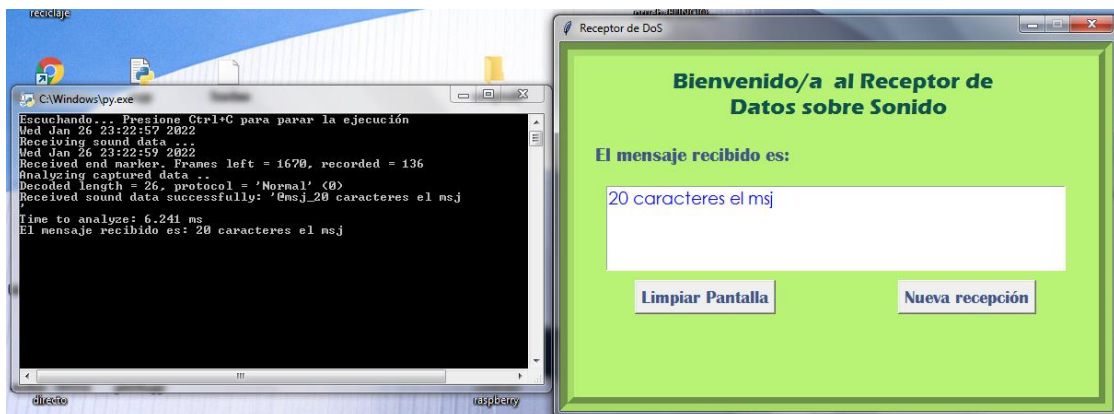 reciclaje
C:\Windows\py.exe
Escuchando... Presione Ctrl+C para parar la ejecución
Wed Jan 26 23:22:57 2022
Receiving sound data ...
Wed Jan 26 23:22:59 2022
Received end marker. Frames left = 1670, recorded = 136
Analyzing captured data ..
Decoded length = 26, protocol = 'Normal' (0)
Received sound data successfully: '@msj_20 caracteres el msj
'
Time to analyze: 6.241 ms
El mensaje recibido es: 20 caracteres el msj
directo
raspberry
Receptor de DoS
Bienvenido/a al Receptor de
Datos sobre Sonido
El mensaje recibido es:
20 caracteres el msj
Limpiar Pantalla
Nueva recepción